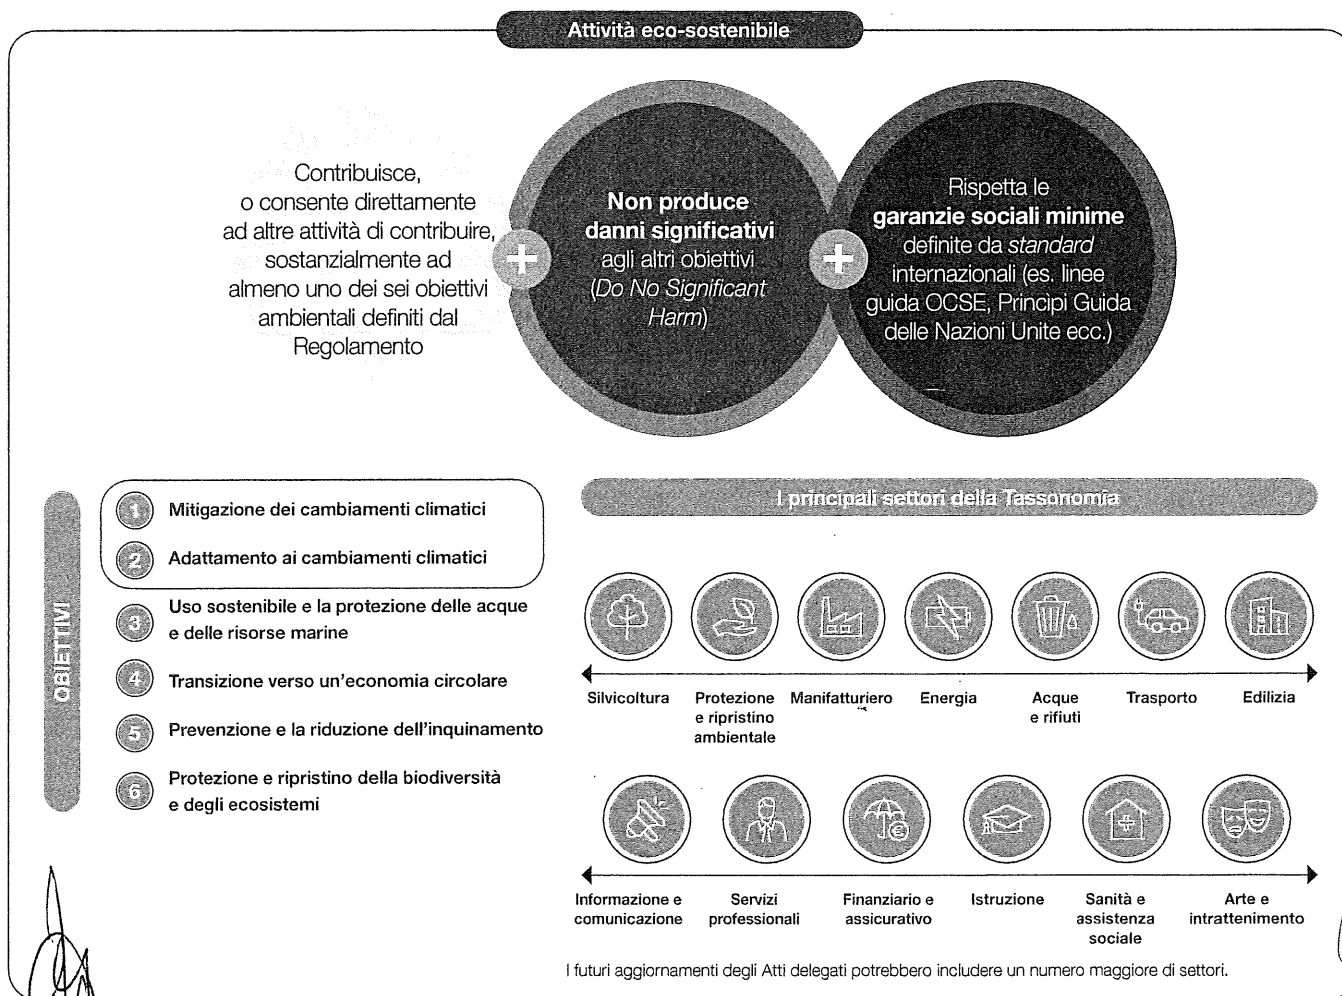 Attività eco-sostenibile
Contribuisce,
o consente direttamente
ad altre attività di contribuire,
sostanzialmente ad
almeno uno dei sei obiettivi
ambientali definiti dal
Regolamento
+
Non produce
danni significativi
agli altri obiettivi
(Do No Significant
Harm)
+
Rispetta le
garanzie sociali minime
definite da standard
internazionali (es. linee
guida OCSE, Principi Guida
delle Nazioni Unite ecc.)
OBIETTIVI
1 Mitigazione dei cambiamenti climatici
2 Adattamento ai cambiamenti climatici
3 Uso sostenibile e la protezione delle acque
e delle risorse marine
4 Transizione verso un'economia circolare
5 Prevenzione e la riduzione dell'inquinamento
6 Protezione e ripristino della biodiversità
e degli ecosistemi
I principali settori della Tassonomia
Silvicoltura
Protezione
e ripristino
ambientale
Manifatturiero
Energia
Acque
e rifiuti
Trasporto
Edilizia
Informazione e
comunicazione
Servizi
professionali
€
Finanziario e
assicurativo
Istruzione
Sanità e
assistenza
sociale
Arte e
intrattenimento
I futuri aggiornamenti degli Atti delegati potrebbero includere un numero maggiore di settori.